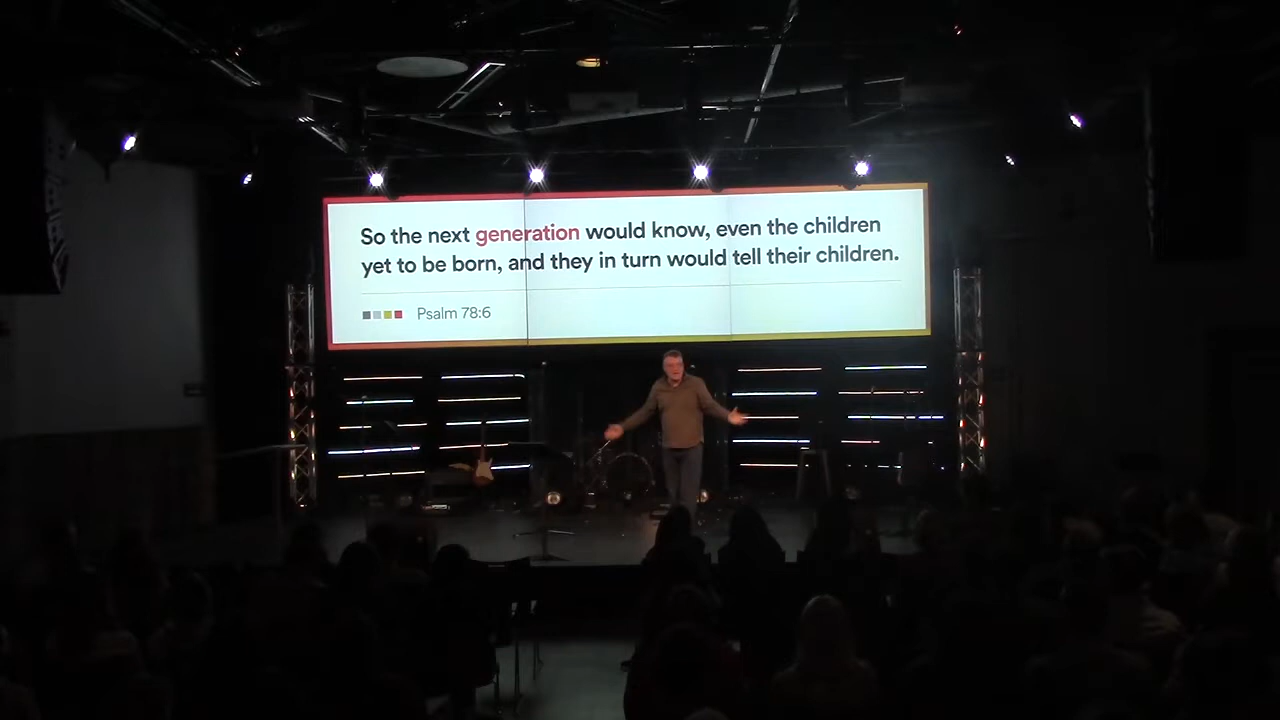 So the next generation would know, even the children
yet to be born, and they in turn would tell their children.
Psalm 78:6